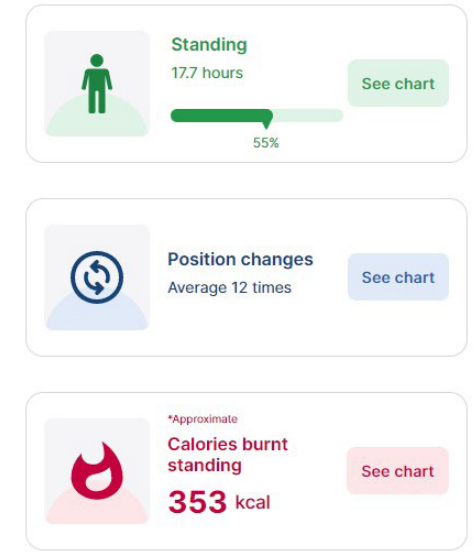 Standing
17.7 hours
See chart
55%
Position changes
Average 12 times
See chart
*Approximate
Calories burnt
standing
353 kcal
See chart